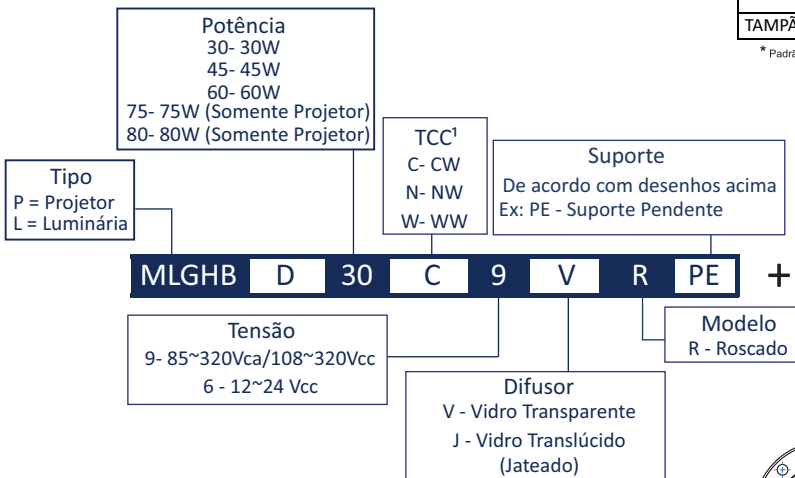 TAMPÃ
* Padrã
Potência
30- 30W
45- 45W
60- 60W
75- 75W (Somente Projetor)
80- 80W (Somente Projetor)
TCC¹
C- CW
N- NW
W- WW
Suporte
De acordo com desenhos acima
Ex: PE - Suporte Pendente
Tipo
P = Projetor
L = Luminária
MLGHB D 30 C 9 V R PE +
Tensão
9- 85~320Vca/108~320Vcc
6 - 12~24 Vcc
Modelo
R - Roscado
Difusor
V - Vidro Transparente
J - Vidro Translúcido
(Jateado)